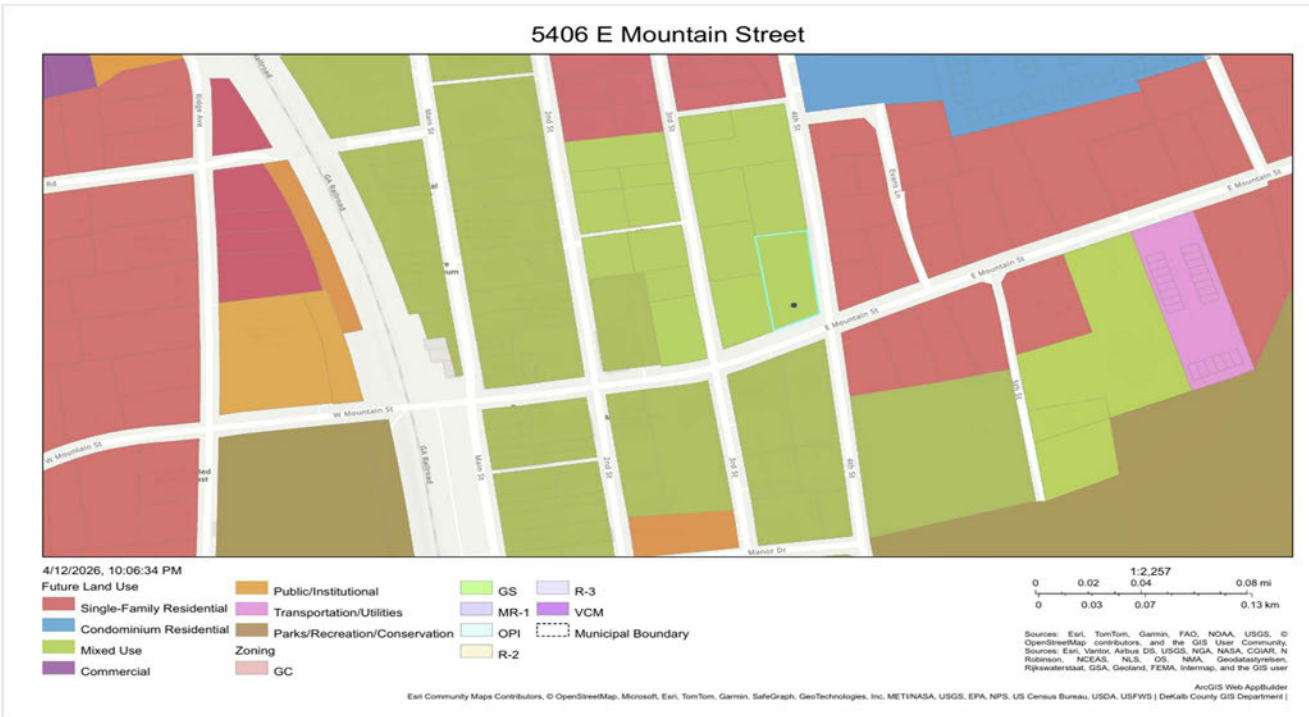 5406 E Mountain Street
Railroad
Ridge Ave
Main St
2nd St
3rd St
4th St
Rd
GA Railroad
Evans Ln
E Mountain St
E Mountain St
E Mountain St
W Mountain St
W Mountain St
5th St
GA Railroad
Main St
2nd St
3rd St
4th St
Manor Dr
4/12/2026, 10:06:34 PM
Future Land Use
Single-Family Residential
Condominium Residential
Mixed Use
Commercial
Public/Institutional
Transportation/Utilities
Parks/Recreation/Conservation
Zoning
GC
GS
MR-1
OPI
R-2
R-3
VCM
Municipal Boundary
1:2,257
0 0.02 0.04 0.08 mi
0 0.03 0.07 0.13 km
Sources: Esri, TomTom, Garmin, FAO, NOAA, USGS, ©
OpenStreetMap contributors, and the GIS User Community,
Sources: Esri, Vantor, Airbus DS, USGS, NGA, NASA, CGIAR, N
Robinson, NCEAS, NLS, OS, NMA, Geodatastyrelsen,
Rijkswaterstaat, GSA, Geoland, FEMA, Intermap, and the GIS user
ArcGIS Web AppBuilder
Esri Community Maps Contributors, © OpenStreetMap, Microsoft, Esri, TomTom, Garmin, SafeGraph, GeoTechnologies, Inc, METI/NASA, USGS, EPA, NPS, US Census Bureau, USDA, USFWS | DeKalb County GIS Department |